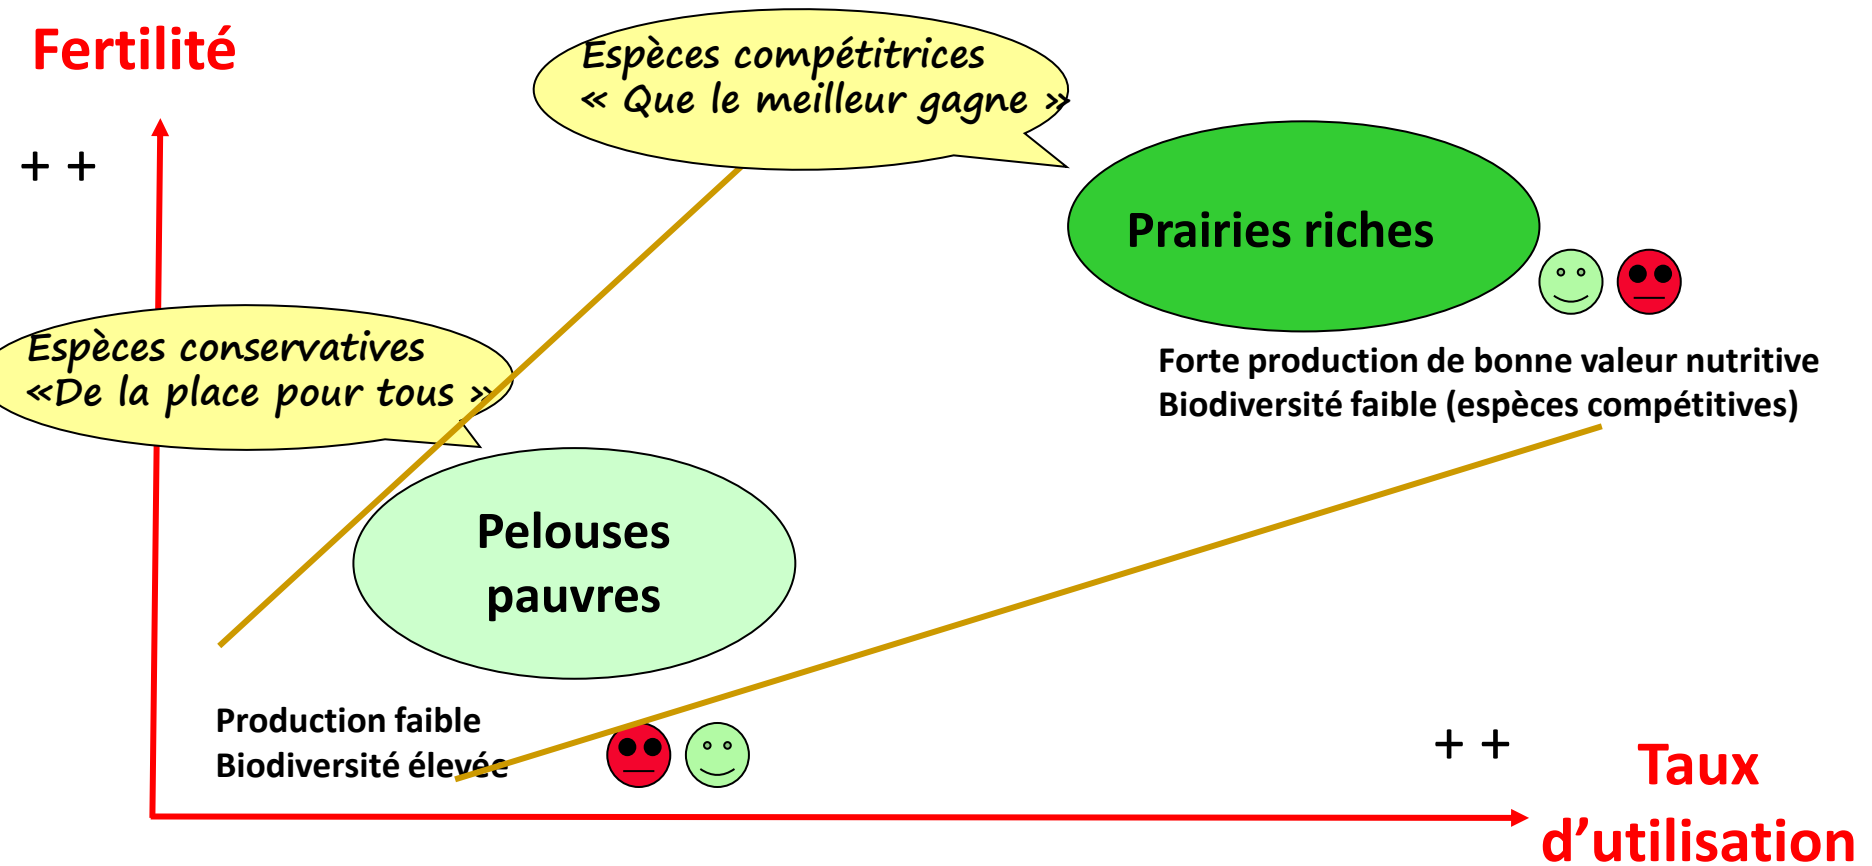 Fertilité
+ +
Espèces compétitrices
« Que le meilleur gagne »
Prairies riches
Forte production de bonne valeur nutritive
Biodiversité faible (espèces compétitives)
Espèces conservatives
«De la place pour tous »
Pelouses
pauvres
Production faible
Biodiversité élevée
+ +
Taux
d’utilisation